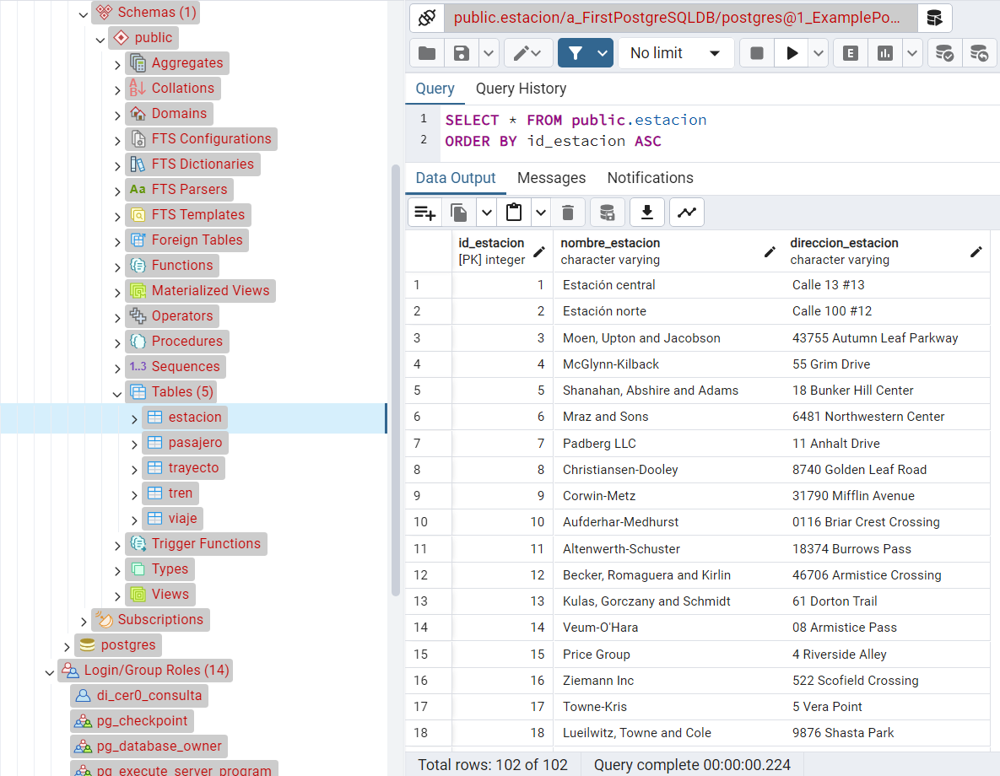 Schemas (1)
public
Aggregates
Collations
Domains
FTS Configurations
FTS Dictionaries
Aa FTS Parsers
FTS Templates
Foreign Tables
Functions
Materialized Views
Operators
Procedures
1..3 Sequences
Tables (5)
estacion
pasajero
trayecto
tren
viaje
Trigger Functions
Types
Views
Subscriptions
postgres
Login/Group Roles (14)
di_cer0_consulta
pg_checkpoint
pg_database_owner
pg_execute_server_program
public.estacion/a_FirstPostgreSQLDB/postgres@1_ExamplePo...
No limit
E
Query Query History
1 SELECT * FROM public.estacion
2 ORDER BY id_estacion ASC
Data Output Messages Notifications
id_estacion nombre_estacion direccion_estacion
[PK] integer character varying character varying
1 1 Estación central Calle 13 #13
2 2 Estación norte Calle 100 #12
3 3 Moen, Upton and Jacobson 43755 Autumn Leaf Parkway
4 4 McGlynn-Kilback 55 Grim Drive
5 5 Shanahan, Abshire and Adams 18 Bunker Hill Center
6 6 Mraz and Sons 6481 Northwestern Center
7 7 Padberg LLC 11 Anhalt Drive
8 8 Christiansen-Dooley 8740 Golden Leaf Road
9 9 Corwin-Metz 31790 Mifflin Avenue
10 10 Aufderhar-Medhurst 0116 Briar Crest Crossing
11 11 Altenwerth-Schuster 18374 Burrows Pass
12 12 Becker, Romaguera and Kirlin 46706 Armistice Crossing
13 13 Kulas, Gorczany and Schmidt 61 Dorton Trail
14 14 Veum-O'Hara 08 Armistice Pass
15 15 Price Group 4 Riverside Alley
16 16 Ziemann Inc 522 Scofield Crossing
17 17 Towne-Kris 5 Vera Point
18 18 Lueilwitz, Towne and Cole 9876 Shasta Park
Total rows: 102 of 102 Query complete 00:00:00.224